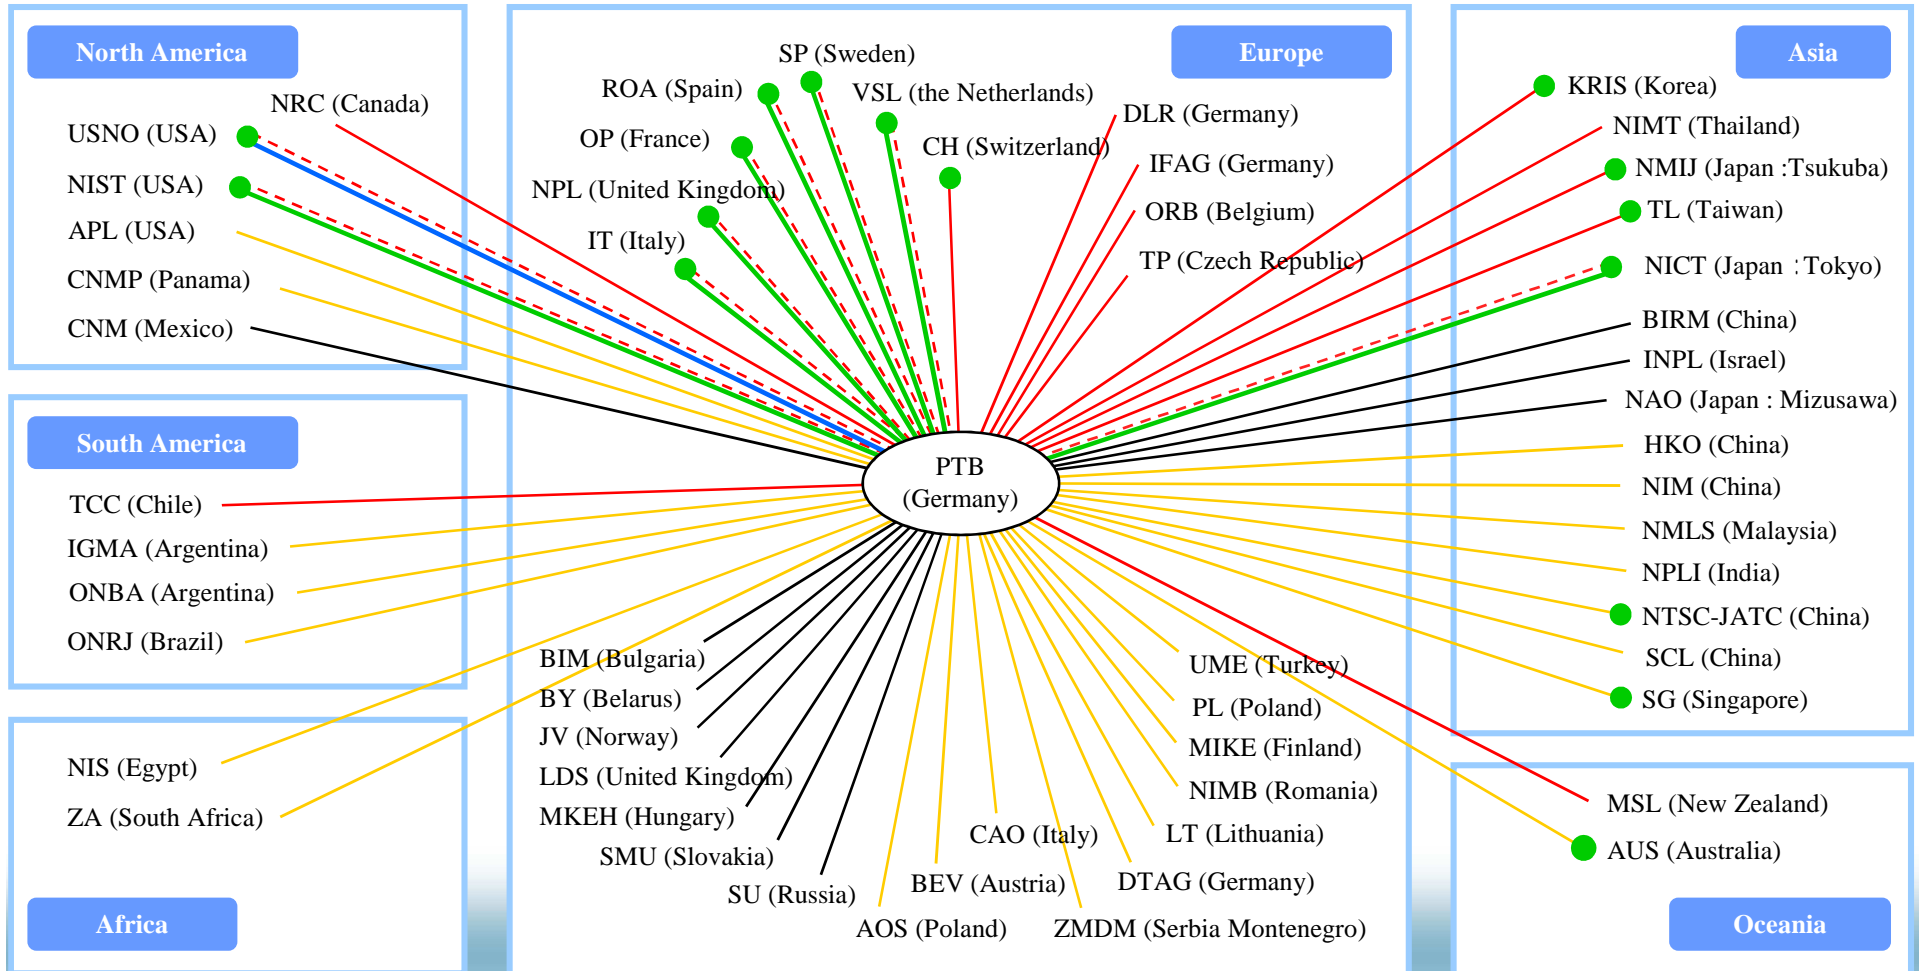 North America
NRC (Canada)
USNO (USA)
NIST (USA)
APL (USA)
CNMP (Panama)
CNM (Mexico)
South America
TCC (Chile)
IGMA (Argentina)
ONBA (Argentina)
ONRJ (Brazil)
NIS (Egypt)
ZA (South Africa)
Africa
Europe
SP (Sweden)
ROA (Spain)
VSL (the Netherlands)
OP (France)
CH (Switzerland)
NPL (United Kingdom)
IT (Italy)
DLR (Germany)
IFAG (Germany)
ORB (Belgium)
TP (Czech Republic)
PTB
(Germany)
BIM (Bulgaria)
BY (Belarus)
JV (Norway)
LDS (United Kingdom)
MKEH (Hungary)
SMU (Slovakia)
SU (Russia)
AOS (Poland)
BEV (Austria)
CAO (Italy)
ZMDM (Serbia Montenegro)
DTAG (Germany)
LT (Lithuania)
NIMB (Romania)
MIKE (Finland)
PL (Poland)
UME (Turkey)
Asia
KRIS (Korea)
NIMT (Thailand)
NMIJ (Japan :Tsukuba)
TL (Taiwan)
NICT (Japan : Tokyo)
BIRM (China)
INPL (Israel)
NAO (Japan : Mizusawa)
HKO (China)
NIM (China)
NMLS (Malaysia)
NPLI (India)
NTSC-JATC (China)
SCL (China)
SG (Singapore)
MSL (New Zealand)
AUS (Australia)
Oceania